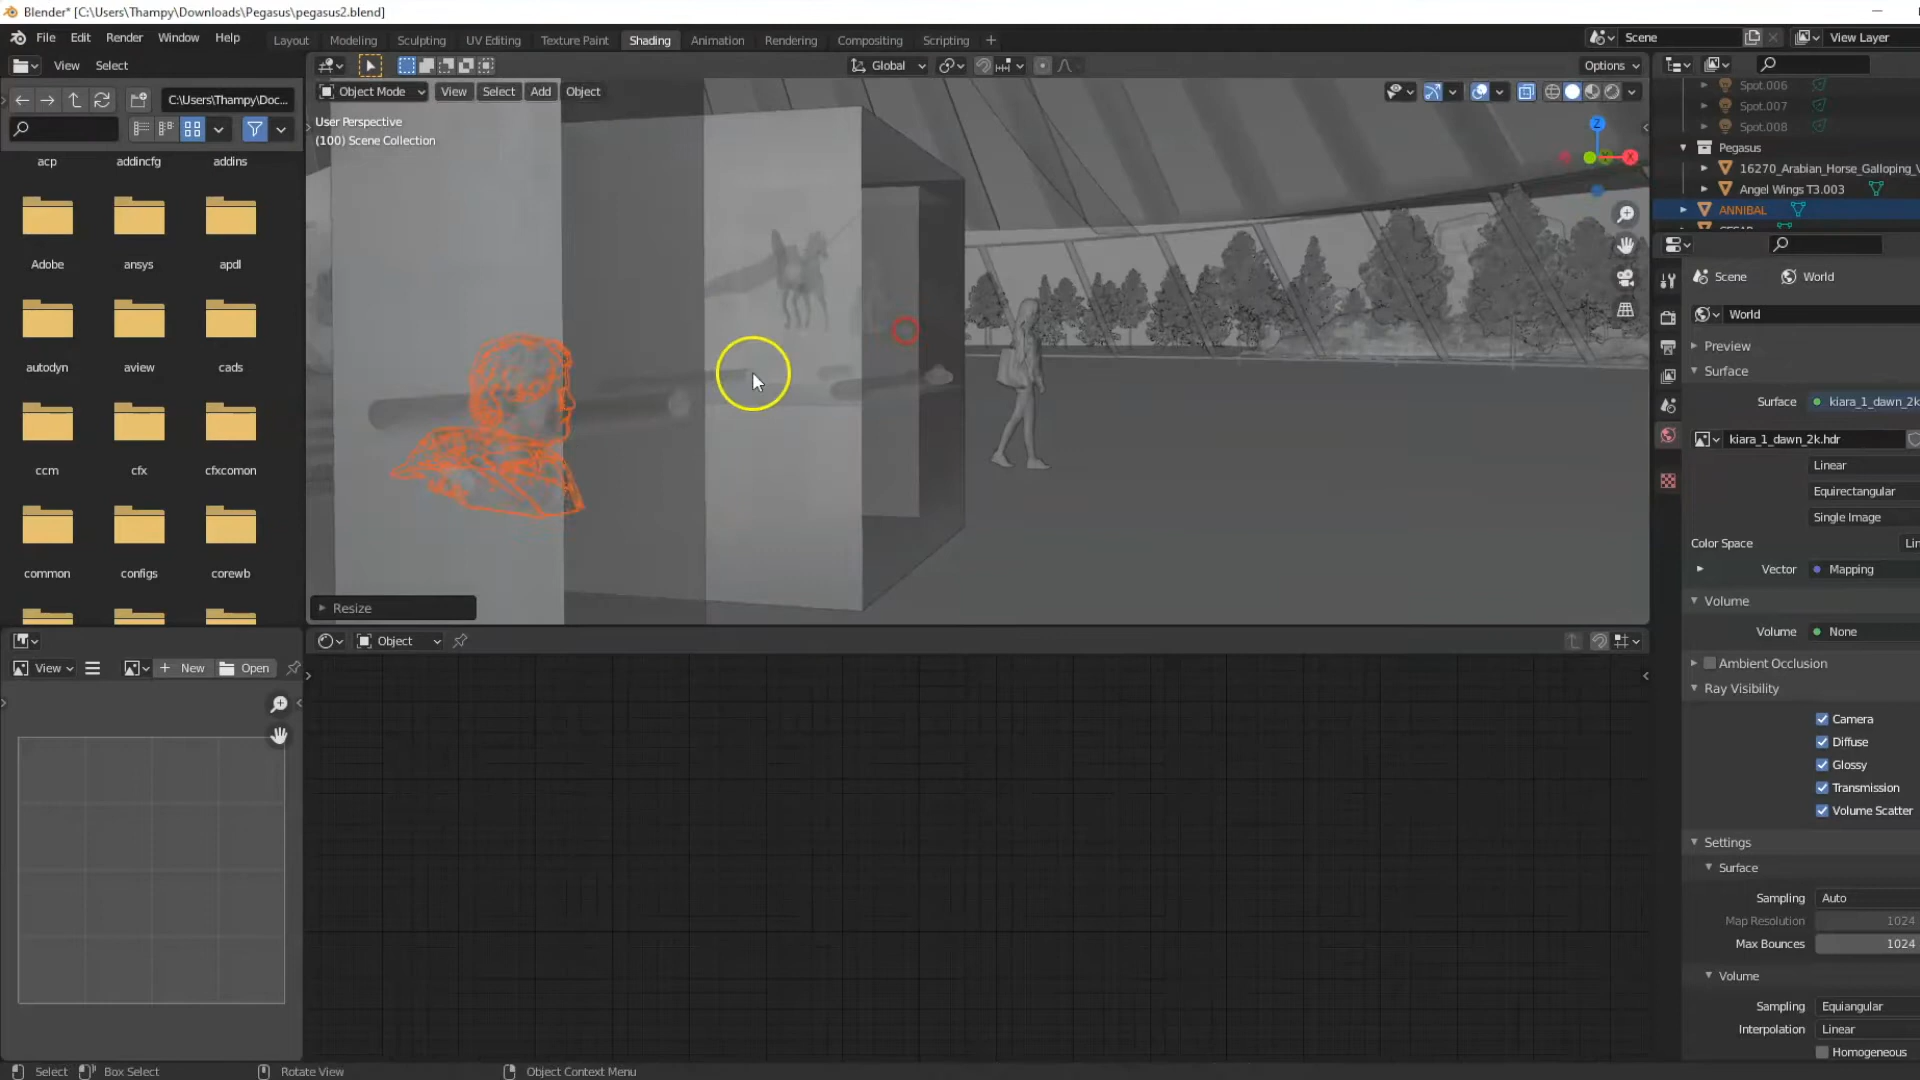 Blender* [C:\Users\Thampy\Downloads\Pegasus\pegasus2.blend]
File Edit Render Window Help
Layout Modeling Sculpting UV Editing Texture Paint Shading Animation Rendering Compositing Scripting +
Scene
View Layer
View Select
Global
Options
C:\Users\Thampy\Doc...
Object Mode View Select Add Object
User Perspective
(100) Scene Collection
Z
X
acp addincfg addins
Adobe ansys apdl
autodyn aview cads
ccm cfx cfxcomon
common configs corewb
Resize
Spot.006
Spot.007
Spot.008
Pegasus
16270_Arabian_Horse_Galloping_V
Angel Wings T3.003
ANNIBAL
Scene World
World
Preview
Surface
Surface kiara_1_dawn_2k
kiara_1_dawn_2k.hdr
Linear
Equirectangular
Single Image
Color Space Lin
Vector Mapping
Volume
Volume None
Ambient Occlusion
Ray Visibility
Camera
Diffuse
Glossy
Transmission
Volume Scatter
Settings
Surface
Sampling Auto
Map Resolution 1024
Max Bounces 1024
Volume
Sampling Equiangular
Interpolation Linear
Homogeneous
Object
View + New Open
Select Box Select Rotate View Object Context Menu